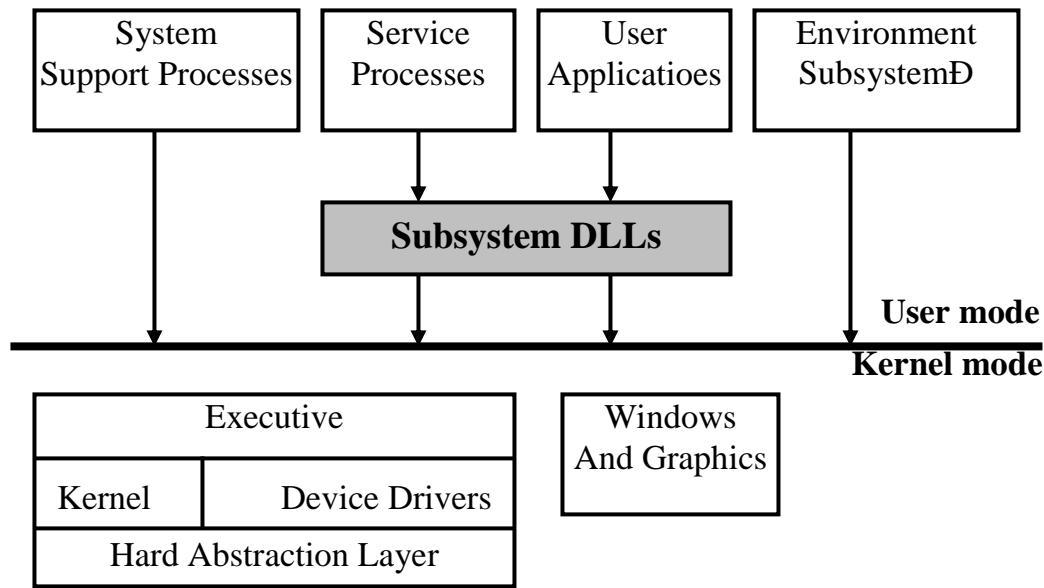 System
Support Processes
Service
Processes
User
Applicatioes
Environment
SubsystemĐ
Subsystem DLLs
User mode
Kernel mode
Executive
Kernel
Device Drivers
Hard Abstraction Layer
Windows
And Graphics